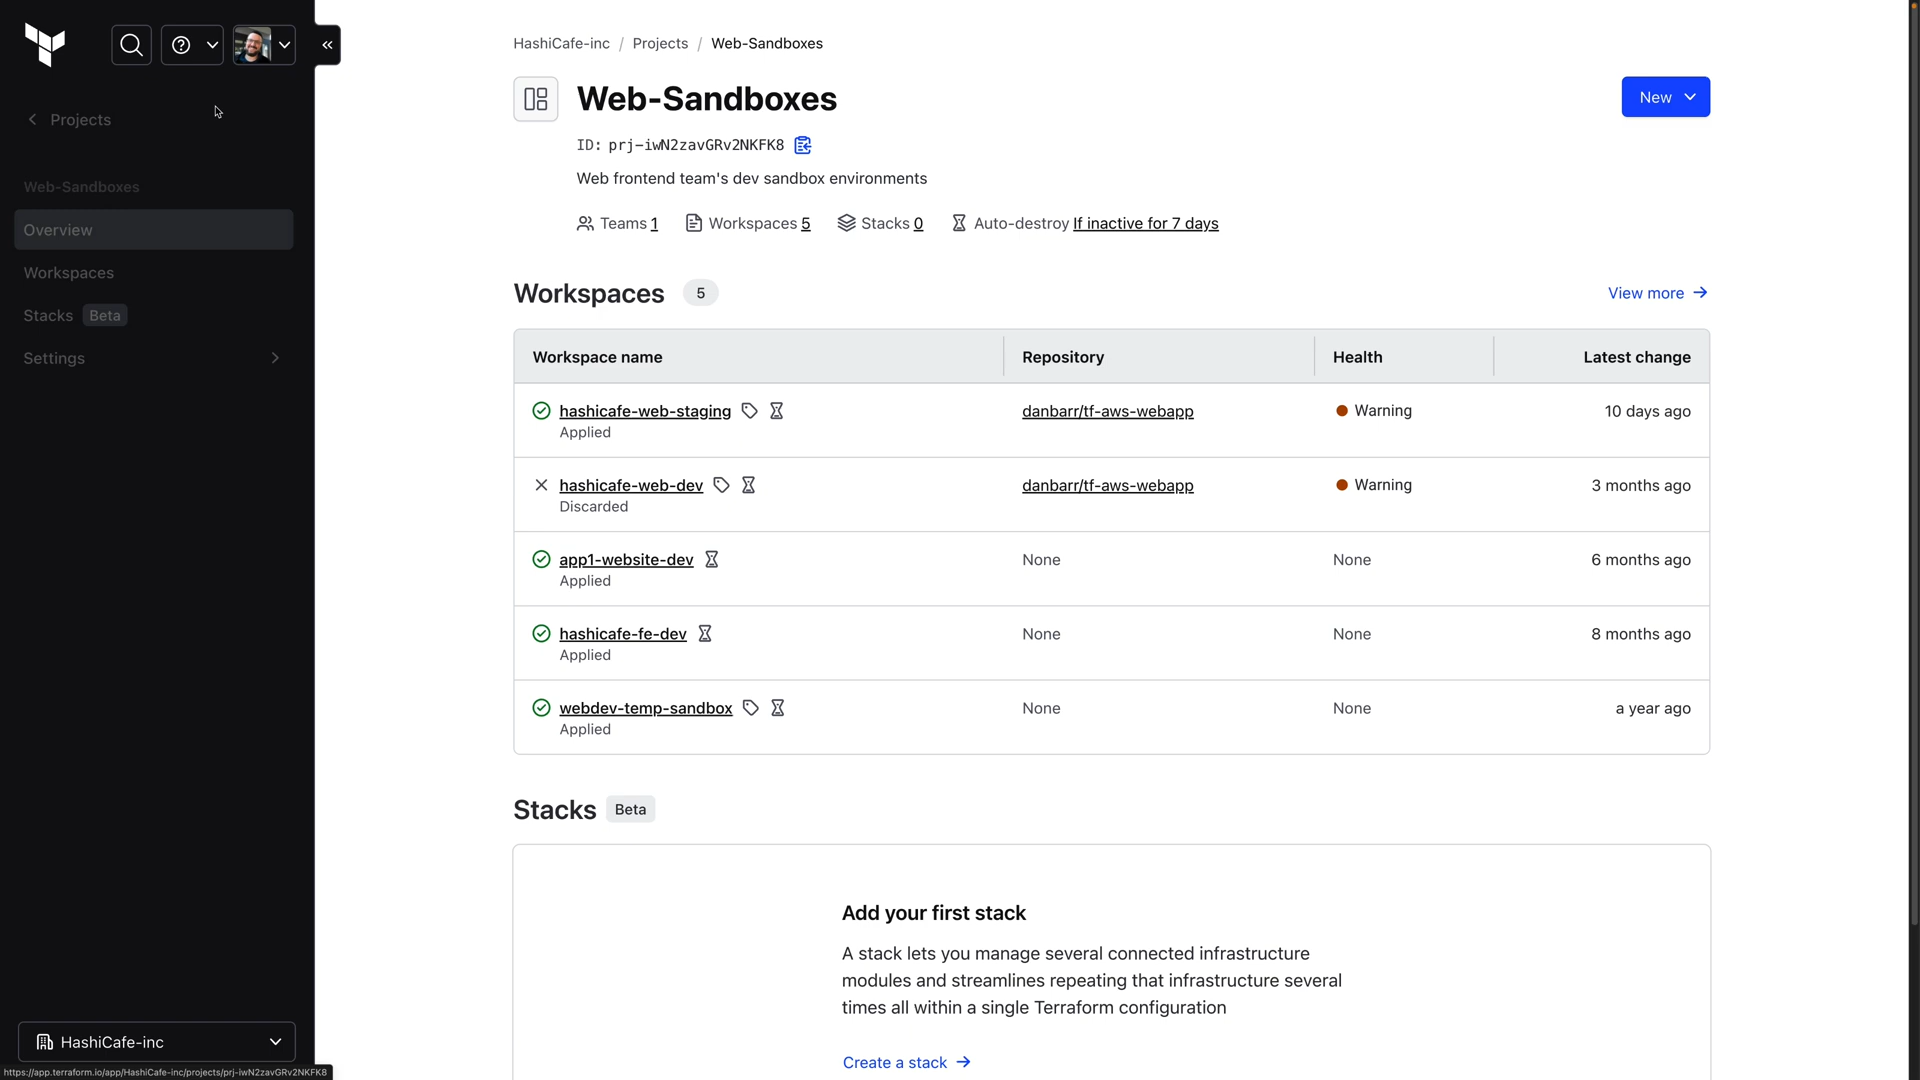 Projects
Web-Sandboxes
Overview
Workspaces
Stacks Beta
Settings
HashiCafe-inc
https://app.terraform.io/app/HashiCafe-inc/projects/prj-iwN2zavGRv2NKFK8
HashiCafe-inc / Projects / Web-Sandboxes
Web-Sandboxes
New
ID: prj-iwN2zavGRv2NKFK8
Web frontend team's dev sandbox environments
Teams 1 Workspaces 5 Stacks 0 Auto-destroy If inactive for 7 days
Workspaces 5 View more
Workspace name Repository Health Latest change
hashicafe-web-staging danbarr/tf-aws-webapp Warning 10 days ago
Applied
hashicafe-web-dev danbarr/tf-aws-webapp Warning 3 months ago
Discarded
app1-website-dev None None 6 months ago
Applied
hashicafe-fe-dev None None 8 months ago
Applied
webdev-temp-sandbox None None a year ago
Applied
Stacks Beta
Add your first stack
A stack lets you manage several connected infrastructure
modules and streamlines repeating that infrastructure several
times all within a single Terraform configuration
Create a stack